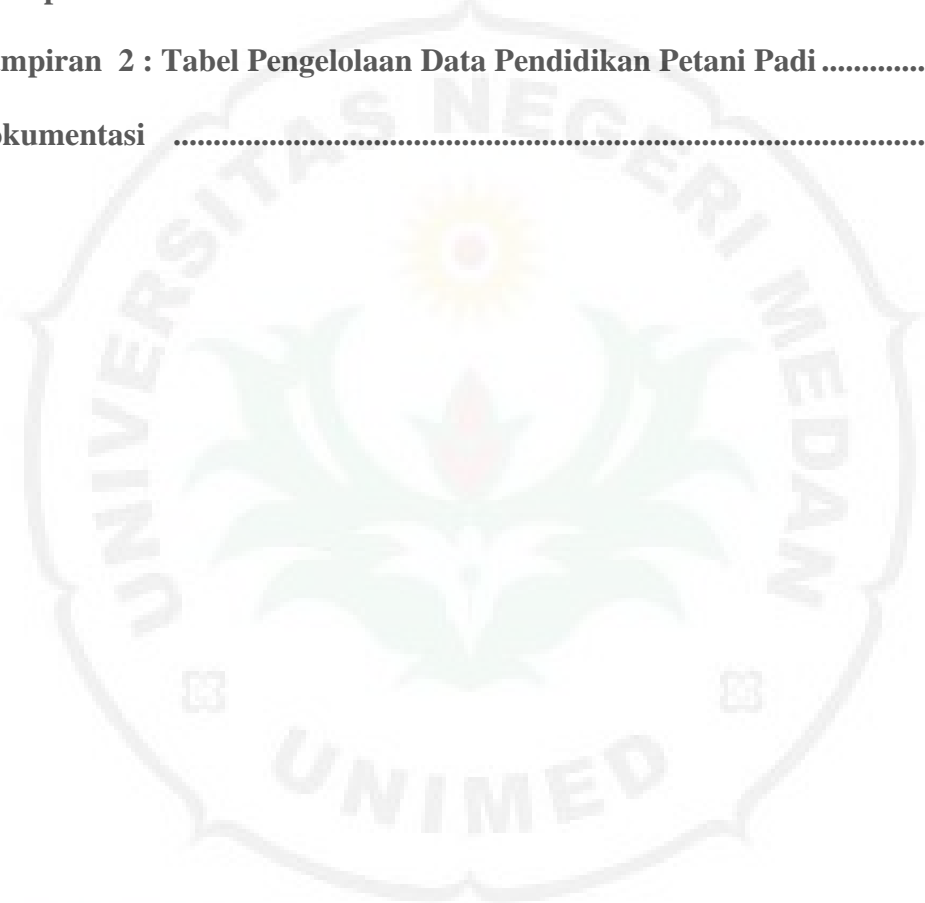 mpiran 2 : Tabel Pengelolaan Data Pendidikan Petani Padi .............
okumentasi ...............................................................................................
UNIVERSITAS NEGERI MEDAN
UNIMED